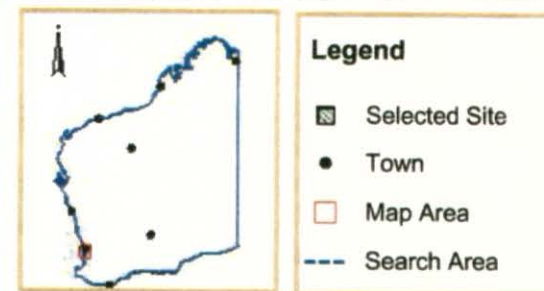 Legend
Selected Site
Town
Map Area
Search Area